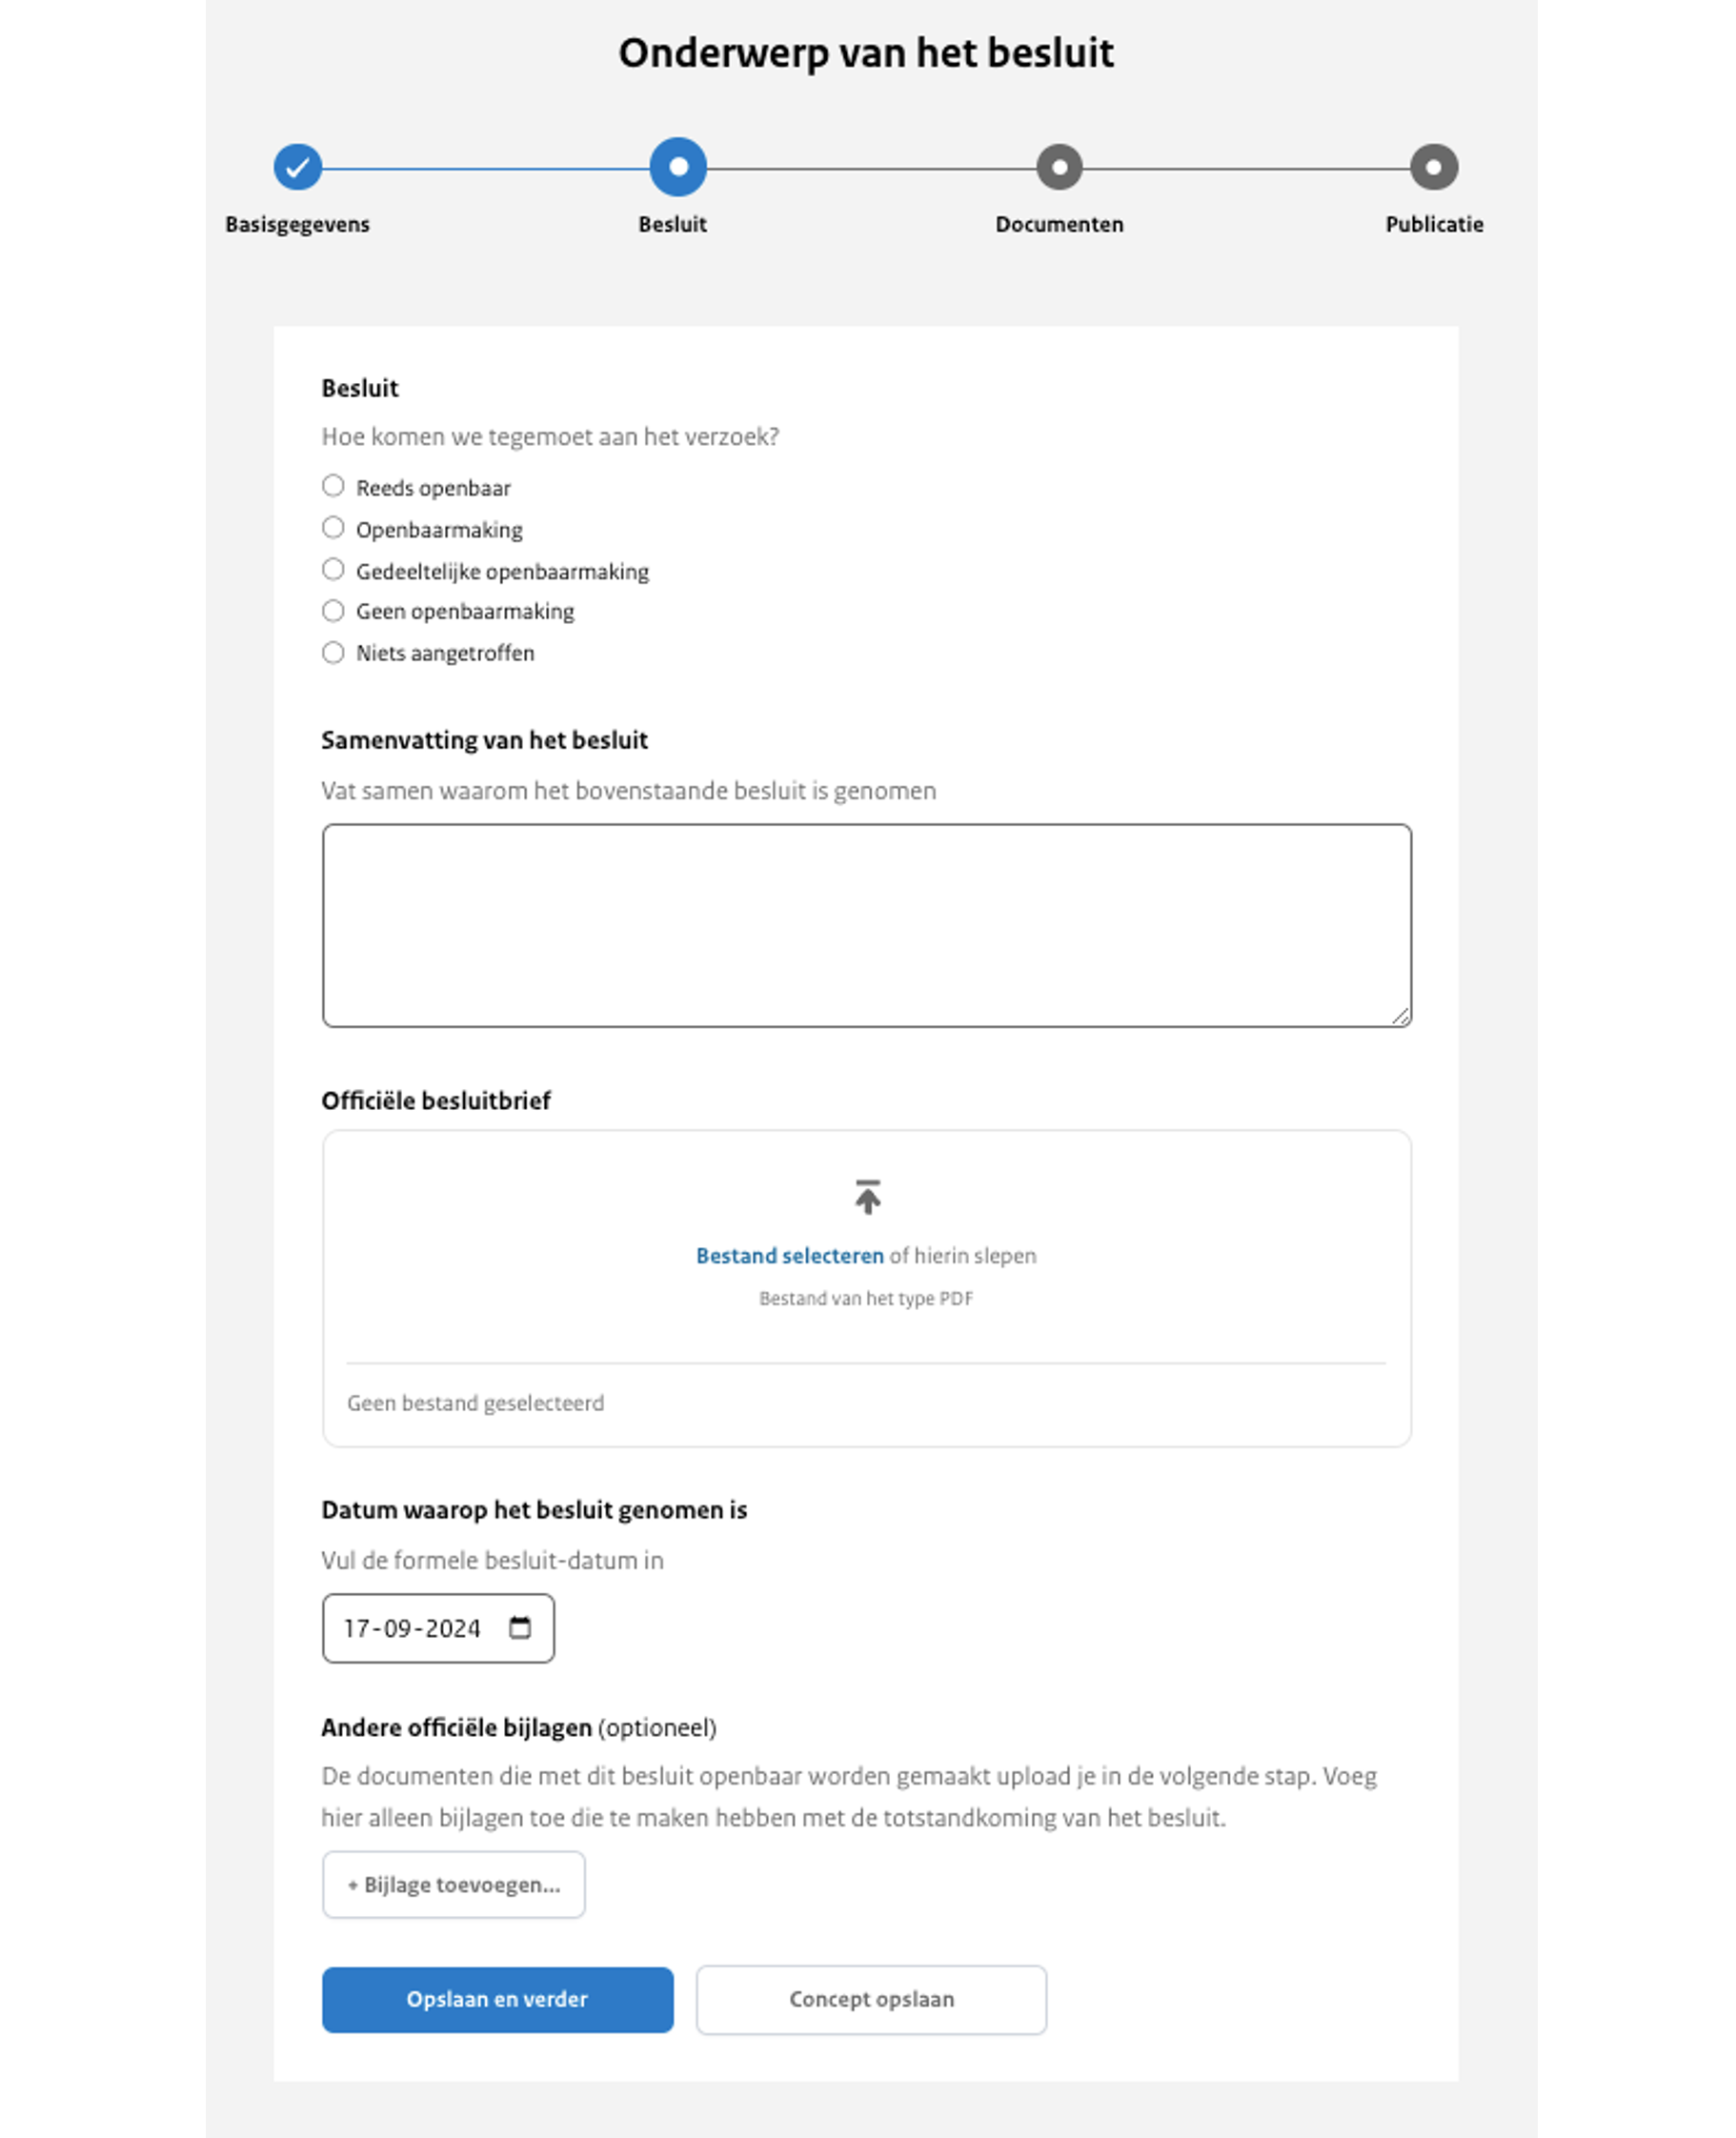 Onderwerp van het besluit
Basisgegevens
Besluit
Documenten
Publicatie
Besluit
Hoe komen we tegemoet aan het verzoek?
Reeds openbaar
Openbaarmaking
Gedeeltelijke openbaarmaking
Geen openbaarmaking
Niets aangetroffen
Samenvatting van het besluit
Vat samen waarom het bovenstaande besluit is genomen
Officiële besluitbrief
Bestand selecteren of hierin slepen
Bestand van het type PDF
Geen bestand geselecteerd
Datum waarop het besluit genomen is
Vul de formele besluit-datum in
17-09-2024
Andere officiële bijlagen (optioneel)
De documenten die met dit besluit openbaar worden gemaakt upload je in de volgende stap. Voeg
hier alleen bijlagen toe die te maken hebben met de totstandkoming van het besluit.
+ Bijlage toevoegen...
Opslaan en verder
Concept opslaan